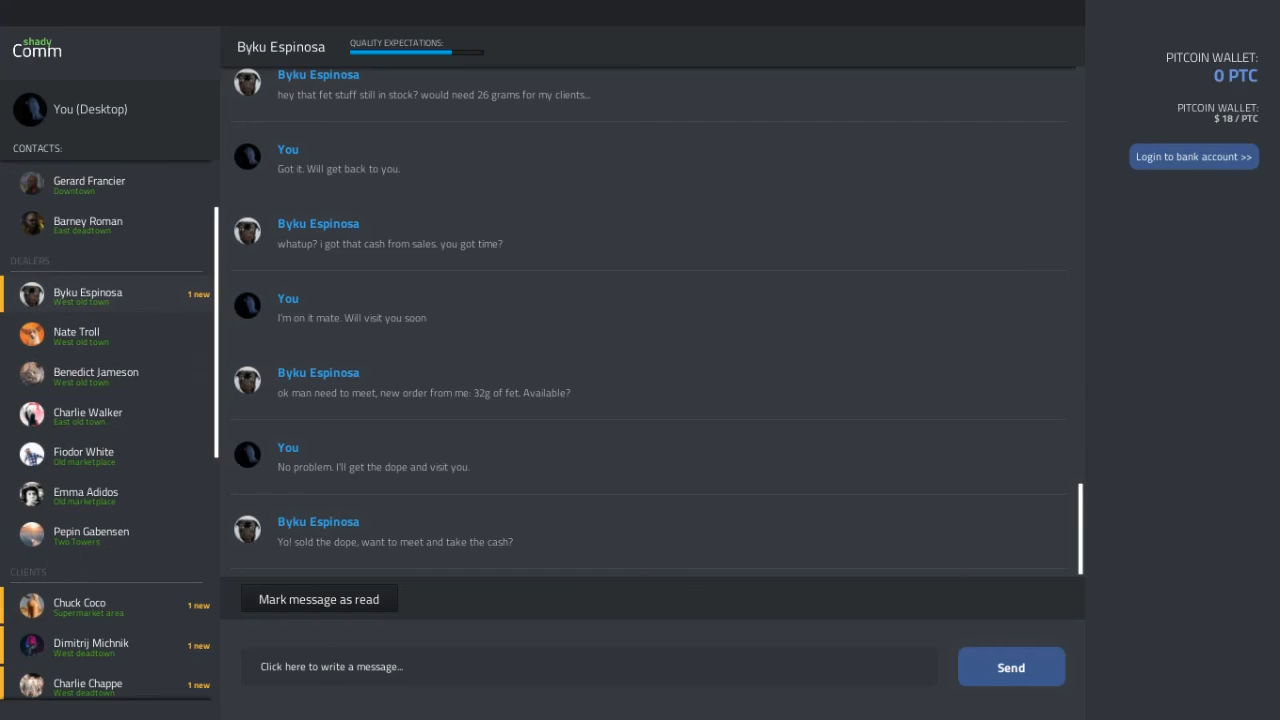 shady
Comm
You (Desktop)
CONTACTS:
Gerard Francier
Downtown
Barney Roman
East deadtown
DEALERS
Byku Espinosa
West old town
1 new
Nate Troll
West old town
Benedict Jameson
West old town
Charlie Walker
East old town
Fiodor White
Old marketplace
Emma Adidos
Old marketplace
Pepin Gabensen
Two Towers
CLIENTS
Chuck Coco
Supermarket area
1 new
Dimitrij Michnik
West deadtown
1 new
Charlie Chappe
West deadtown
1 new
Byku Espinosa
QUALITY EXPECTATIONS:
Byku Espinosa
hey that fet stuff still in stock? would need 26 grams for my clients...
You
Got it. Will get back to you.
Byku Espinosa
whatup? i got that cash from sales. you got time?
You
I'm on it mate. Will visit you soon
Byku Espinosa
ok man need to meet, new order from me: 32g of fet. Available?
You
No problem. I'll get the dope and visit you.
Byku Espinosa
Yo! sold the dope, want to meet and take the cash?
Mark message as read
Click here to write a message...
Send
PITCOIN WALLET:
0 PTC
PITCOIN WALLET:
$ 18 / PTC
Login to bank account >>